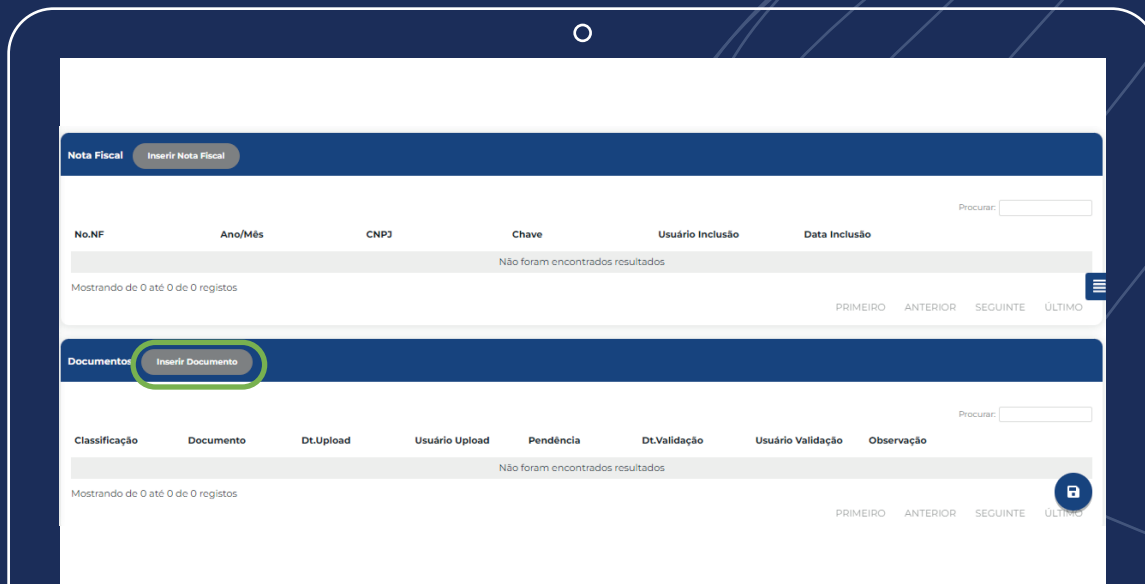 Nota Fiscal Inserir Nota Fiscal
Procurar:
No.NF Ano/Mês CNPJ Chave Usuário Inclusão Data Inclusão
Não foram encontrados resultados
Mostrando de 0 até 0 de 0 registos
PRIMEIRO ANTERIOR SEGUINTE ÚLTIMO
Documentos Inserir Documento
Procurar:
Classificação Documento Dt.Upload Usuário Upload Pendência Dt.Validação Usuário Validação Observação
Não foram encontrados resultados
Mostrando de 0 até 0 de 0 registos
PRIMEIRO ANTERIOR SEGUINTE ÚLTIMO